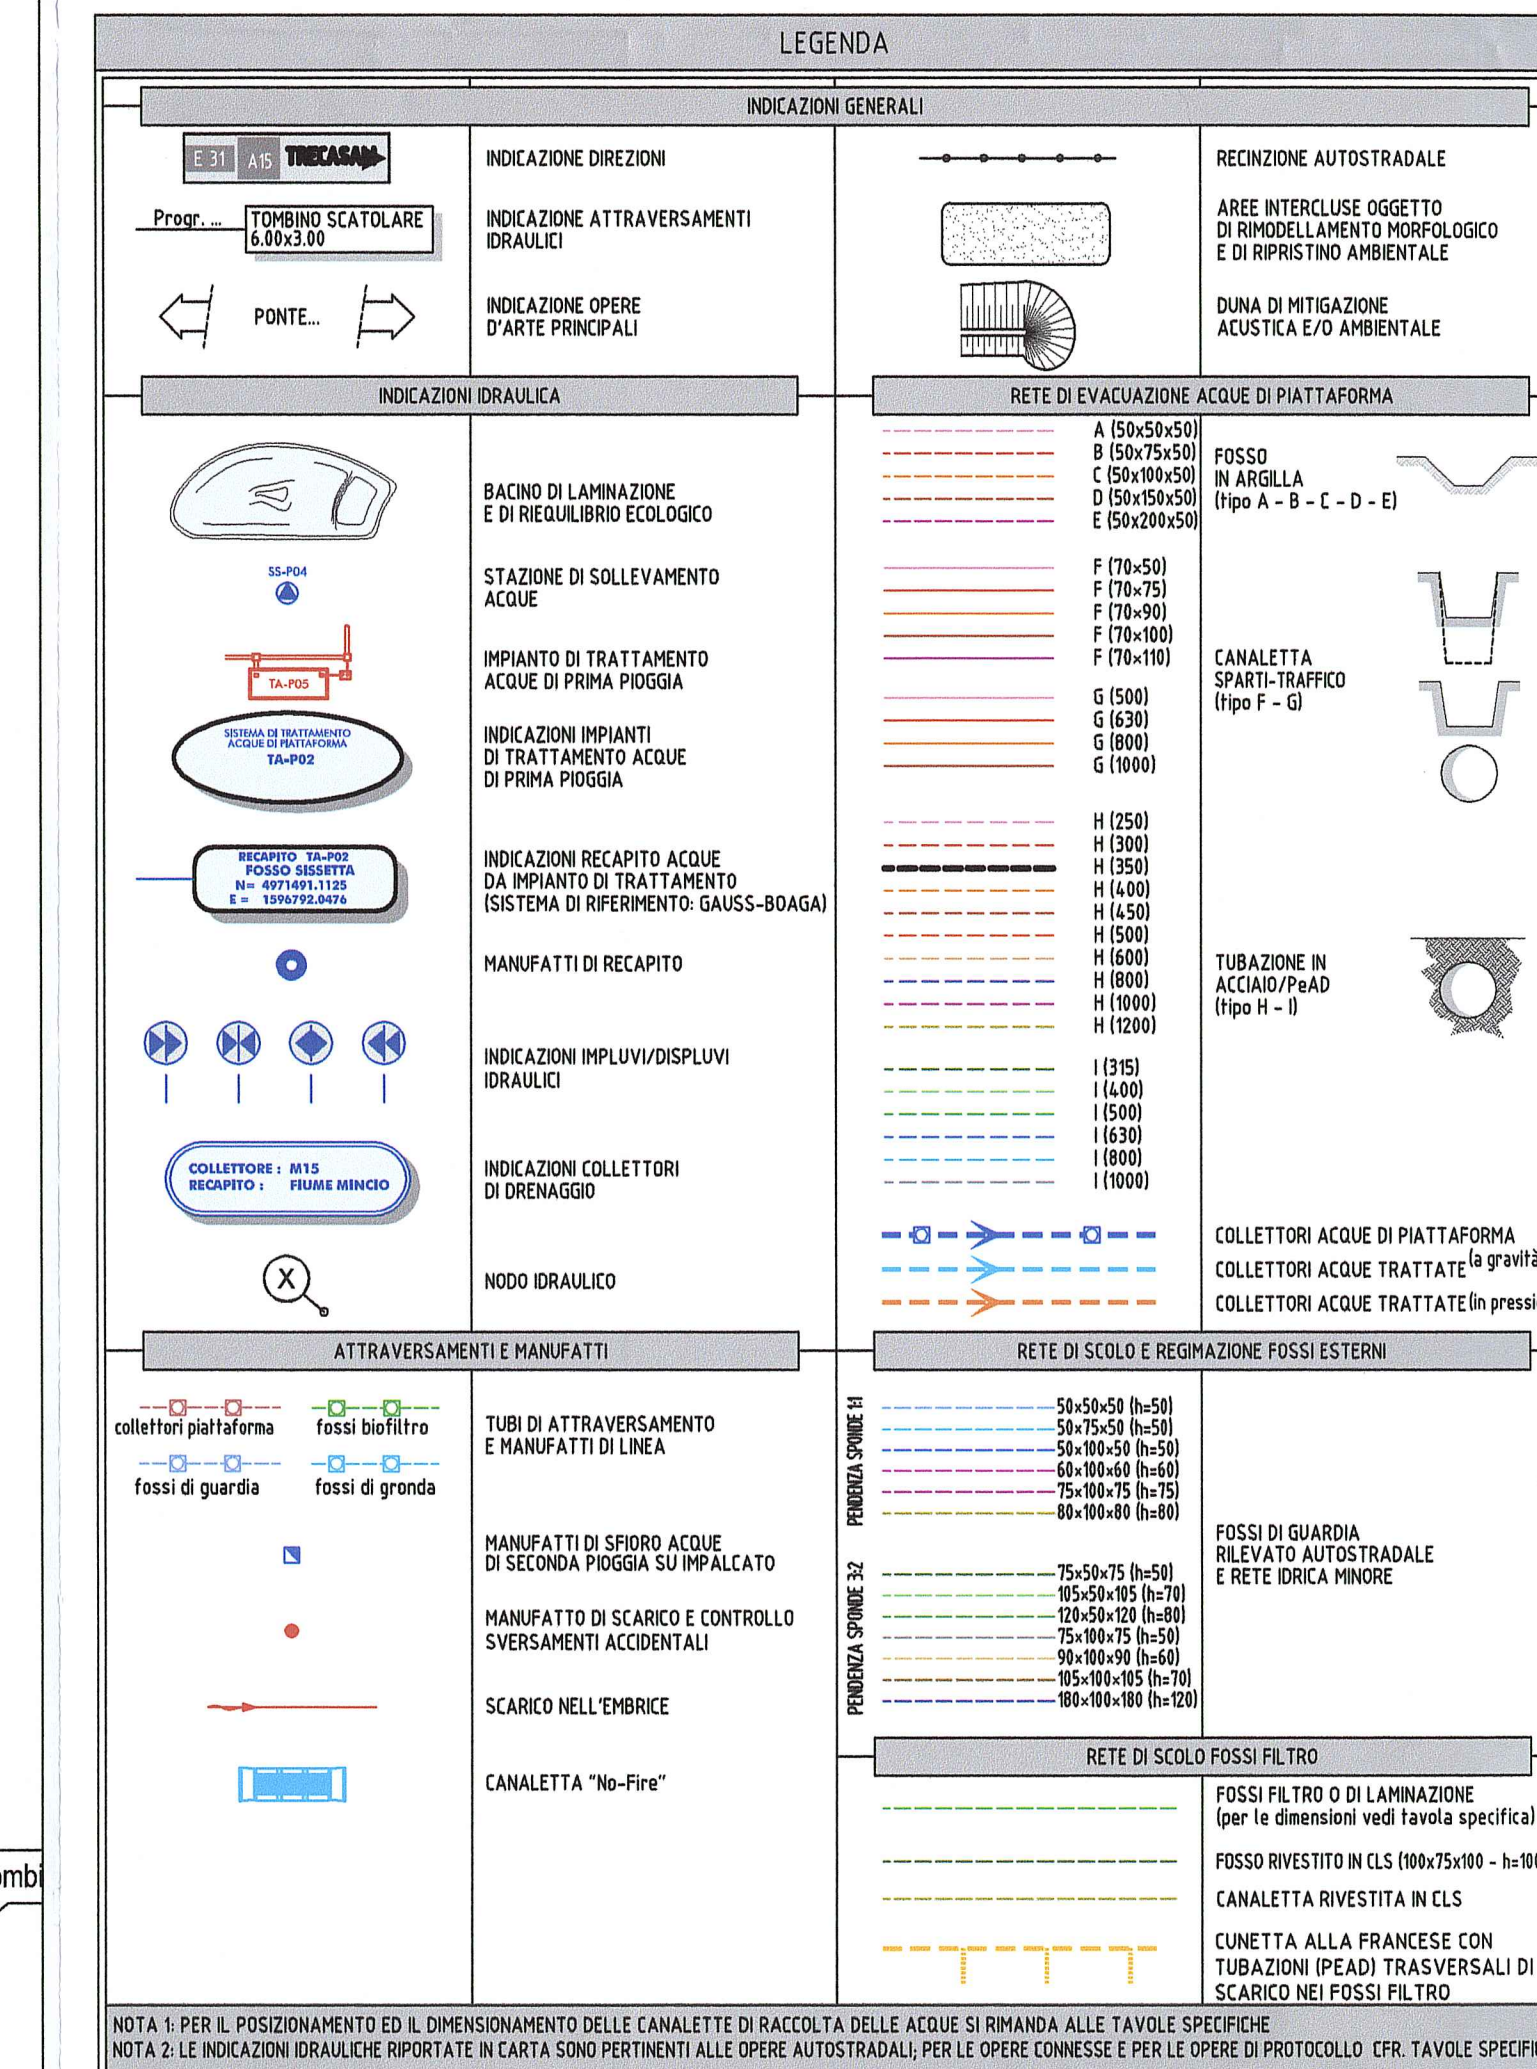 LEGENDA
INDICAZIONI GENERALI
E 31 A15 TRECASALI
INDICAZIONE DIREZIONI
RECINZIONE AUTOSTRADALE
Progr. ... TOMBINO SCATOLARE
6.00x3.00
INDICAZIONE ATTRAVERSAMENTI
IDRAULICI
AREE INTERCLUSE OGGETTO
DI RIMODELLAMENTO MORFOLOGICO
E DI RIPRISTINO AMBIENTALE
PONTE...
INDICAZIONE OPERE
D'ARTE PRINCIPALI
DUNA DI MITIGAZIONE
ACUSTICA E/O AMBIENTALE
INDICAZIONI IDRAULICA
BACINO DI LAMINAZIONE
E DI RIEQUILIBRIO ECOLOGICO
SS-P04
STAZIONE DI SOLLEVAMENTO
ACQUE
TA-P05
IMPIANTO DI TRATTAMENTO
ACQUE DI PRIMA PIOGGIA
SISTEMA DI TRATTAMENTO
ACQUE DI PIATTAFORMA
TA-P02
INDICAZIONI IMPIANTI
DI TRATTAMENTO ACQUE
DI PRIMA PIOGGIA
RECAPITO TA-P02
FOSSO SISSETTA
N= 4971491.1125
E = 1596792.0476
INDICAZIONI RECAPITO ACQUE
DA IMPIANTO DI TRATTAMENTO
(SISTEMA DI RIFERIMENTO: GAUSS-BOAGA)
MANUFATTI DI RECAPITO
INDICAZIONI IMPLUVI/DISPLUVI
IDRAULICI
COLLETTORE : M15
RECAPITO : FIUME MINCIO
INDICAZIONI COLLETTORI
DI DRENAGGIO
X
NODO IDRAULICO
RETE DI EVACUAZIONE ACQUE DI PIATTAFORMA
A (50x50x50)
B (50x75x50)
C (50x100x50)
D (50x150x50)
E (50x200x50)
FOSSO
IN ARGILLA
(tipo A - B - C - D - E)
F (70x50)
F (70x75)
F (70x90)
F (70x100)
F (70x110)
G (500)
G (630)
G (800)
G (1000)
CANALETTA
SPARTI-TRAFFICO
(tipo F - G)
H (250)
H (300)
H (350)
H (400)
H (450)
H (500)
H (600)
H (800)
H (1000)
H (1200)
I (315)
I (400)
I (500)
I (630)
I (800)
I (1000)
TUBAZIONE IN
ACCIAIO/PeAD
(tipo H - I)
COLLETTORI ACQUE DI PIATTAFORMA
COLLETTORI ACQUE TRATTATE (a gravità
COLLETTORI ACQUE TRATTATE (in pressi
ATTRAVERSAMENTI E MANUFATTI
collettori piattaforma fossi biofiltro
fossi di guardia fossi di gronda
TUBI DI ATTRAVERSAMENTO
E MANUFATTI DI LINEA
MANUFATTI DI SFIORO ACQUE
DI SECONDA PIOGGIA SU IMPALCATO
MANUFATTO DI SCARICO E CONTROLLO
SVERSAMENTI ACCIDENTALI
SCARICO NELL'EMBRICE
CANALETTA "No-Fire"
RETE DI SCOLO E REGIMAZIONE FOSSI ESTERNI
PENDENZA SPONDE 1:1
50x50x50 (h=50)
50x75x50 (h=50)
50x100x50 (h=50)
60x100x60 (h=60)
75x100x75 (h=75)
80x100x80 (h=80)
PENDENZA SPONDE 3:2
75x50x75 (h=50)
105x50x105 (h=70)
120x50x120 (h=80)
75x100x75 (h=50)
90x100x90 (h=60)
105x100x105 (h=70)
180x100x180 (h=120)
FOSSI DI GUARDIA
RILEVATO AUTOSTRADALE
E RETE IDRICA MINORE
RETE DI SCOLO FOSSI FILTRO
FOSSI FILTRO O DI LAMINAZIONE
(per le dimensioni vedi tavola specifica)
FOSSO RIVESTITO IN CLS (100x75x100 - h=100
CANALETTA RIVESTITA IN CLS
CUNETTA ALLA FRANCESE CON
TUBAZIONI (PEAD) TRASVERSALI DI
SCARICO NEI FOSSI FILTRO
ombi
NOTA 1: PER IL POSIZIONAMENTO ED IL DIMENSIONAMENTO DELLE CANALETTE DI RACCOLTA DELLE ACQUE SI RIMANDA ALLE TAVOLE SPECIFICHE
NOTA 2: LE INDICAZIONI IDRAULICHE RIPORTATE IN CARTA SONO PERTINENTI ALLE OPERE AUTOSTRADALI; PER LE OPERE CONNESSE E PER LE OPERE DI PROTOCOLLO CFR. TAVOLE SPECIFI